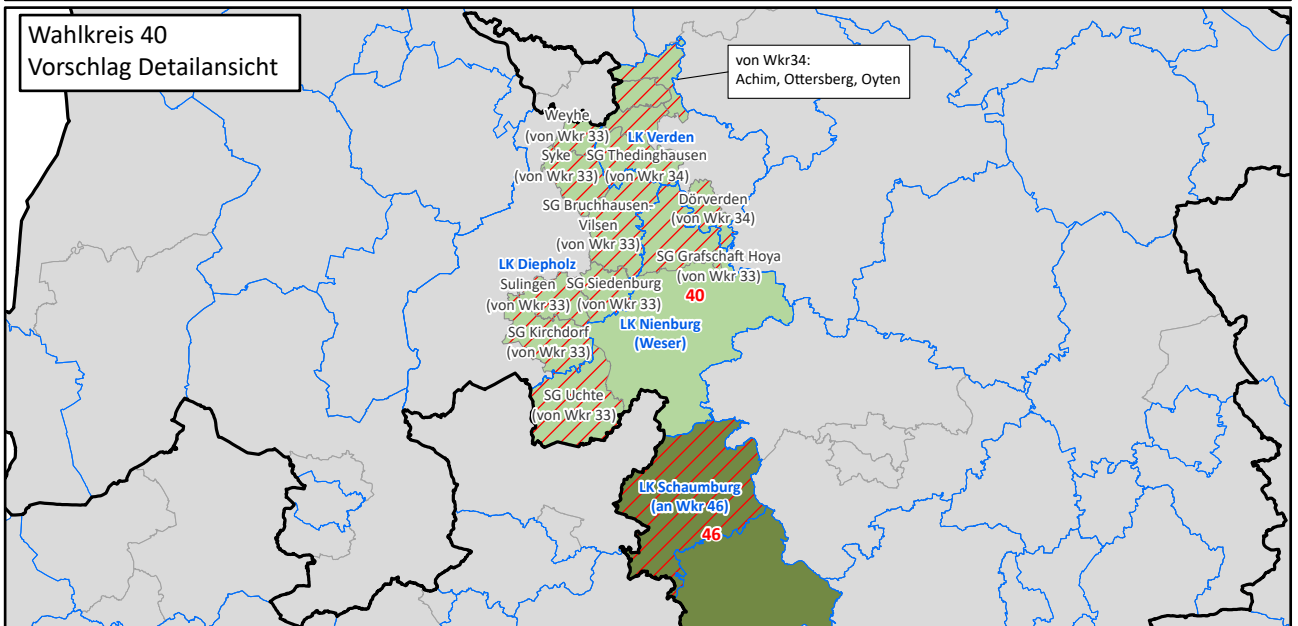 Wahlkreis 40
Vorschlag Detailansicht
von Wkr34:
Achim, Ottersberg, Oyten
Weyhe
(von Wkr 33)
LK Verden
Syke
(von Wkr 33)
SG Thedinghausen
(von Wkr 34)
Dörverden
(von Wkr 34)
SG Bruchhausen-
Vilsen
(von Wkr 33)
SG Grafschaft Hoya
(von Wkr 33)
LK Diepholz
Sulingen
(von Wkr 33)
SG Siedenburg
(von Wkr 33)
40
LK Nienburg
(Weser)
SG Kirchdorf
(von Wkr 33)
SG Uchte
(von Wkr 33)
LK Schaumburg
(an Wkr 46)
46